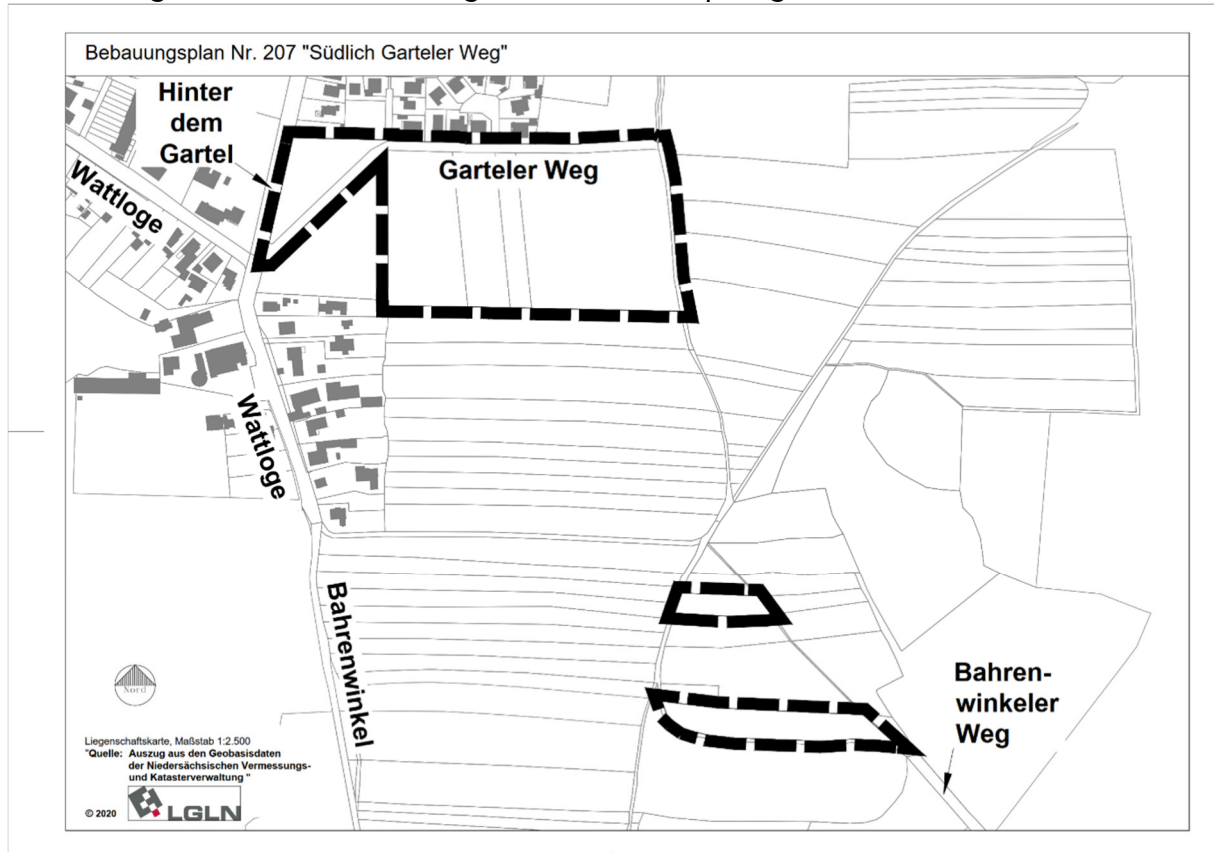 Bebauungsplan Nr. 207 "Südlich Garteler Weg"
Hinter
dem
Gartel
Wattloge
Garteler Weg
Wattloge
Bahrenwinkel
Bahren-
winkeler
Weg
Nord
Liegenschaftskarte, Maßstab 1:2.500
"Quelle: Auszug aus den Geobasisdaten
der Niedersächsischen Vermessungs-
und Katasterverwaltung "
© 2020
LGLN